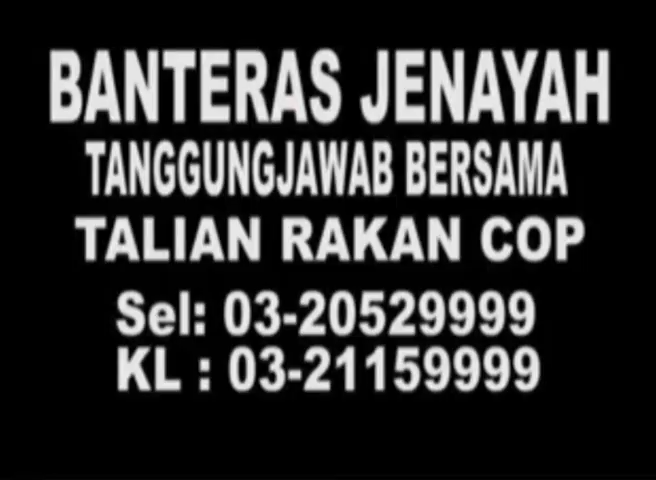 BANTERAS JENAYAH
TANGGUNGJAWAB BERSAMA
TALIAN RAKAN COP
Sel: 03-20529999
KL : 03-21159999